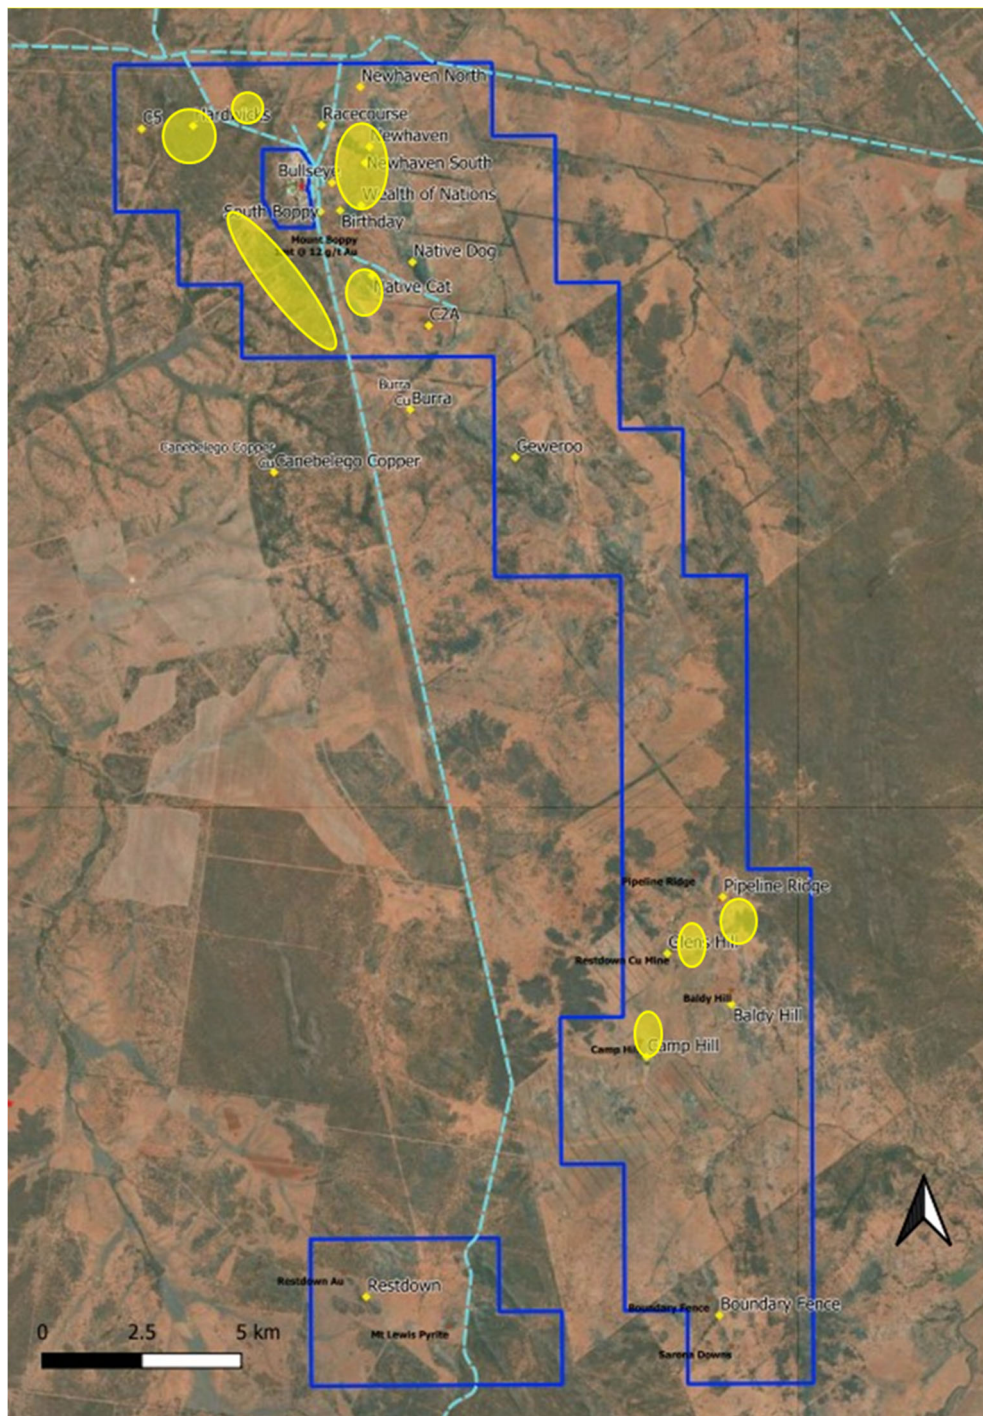 Newhaven North
C5
Hardwicks
Racecourse
Newhaven
Newhaven South
Bullseye
Wealth of Nations
South Boppy
Birthday
Mount Boppy
@ 12 g/t Au
Native Dog
Native Cat
C2A
Burra
Cu Burra
Geweroo
Canebelego Copper
Cu Canebelego Copper
Pipeline Ridge
Pipeline Ridge
Glens Hill
Restdown Cu Mine
Baldy Hill
Baldy Hill
Camp Hill
Camp Hill
Restdown Au
Restdown
Boundary Fence
Boundary Fence
Mt Lewis Pyrite
Sarona Downs
0 2.5 5 km